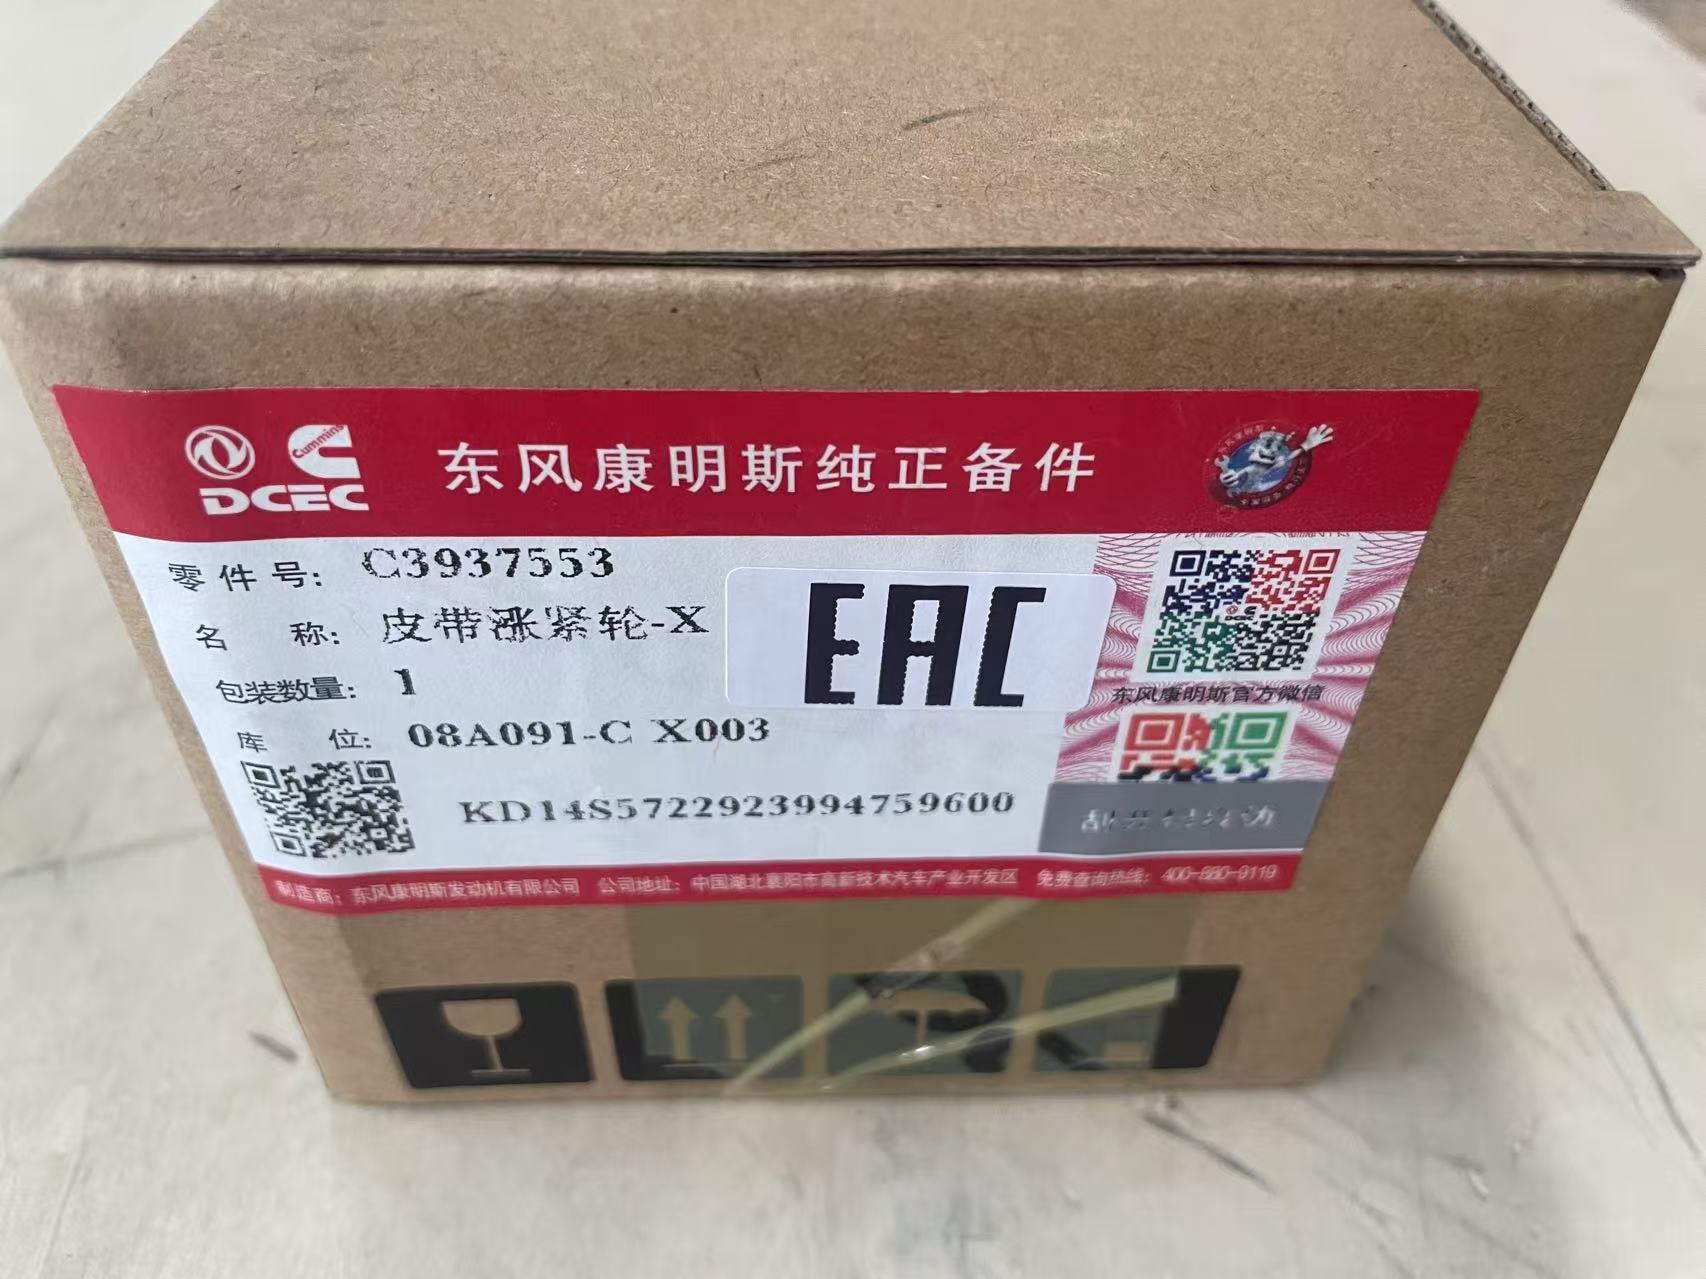 Cummins
DCEC
东风康明斯纯正备件
零件号: C3937553
名 称: 皮带涨紧轮-X
包装数量: 1
库 位: 08A091-C X003
KD14S5722923994759600
EAC
东风康明斯官方微信
制造商: 东风康明斯发动机有限公司 公司地址: 中国湖北襄阳市高新技术汽车产业开发区 免费查询热线: 400-880-9119